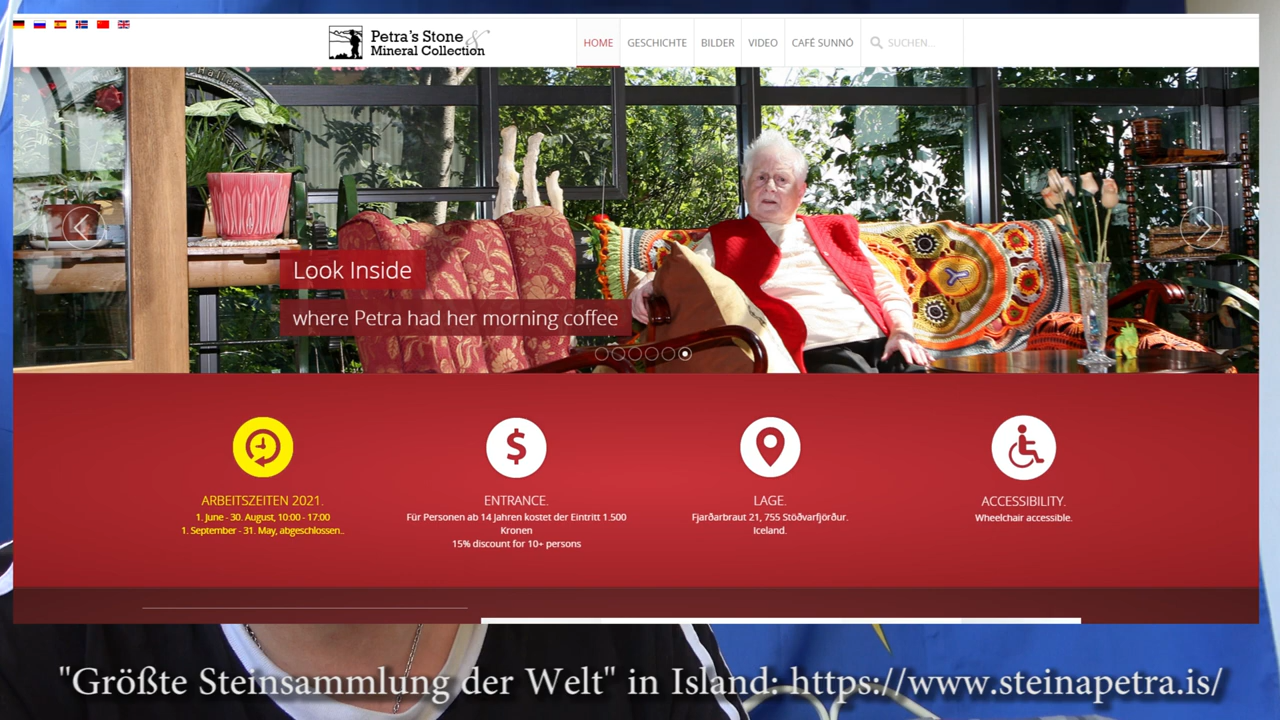 Petra's Stone &
Mineral Collection
HOME
GESCHICHTE
BILDER
VIDEO
CAFÉ SUNNÓ
SUCHEN...
Look Inside
where Petra had her morning coffee
$
ARBEITSZEITEN 2021.
1. June - 30. August, 10:00 - 17:00
1. September - 31. May, abgeschlossen..
ENTRANCE.
Für Personen ab 14 Jahren kostet der Eintritt 1.500
Kronen
15% discount for 10+ persons
LAGE.
Fjarðarbraut 21, 755 Stöðvarfjörður.
Iceland.
ACCESSIBILITY.
Wheelchair accessible.
"Größte Steinsammlung der Welt" in Island: https://www.steinapetra.is/